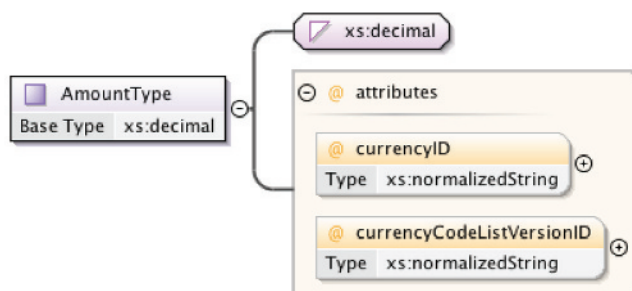 xs:decimal
AmountType
Base Type xs:decimal
@ attributes
@ currencyID
Type xs:normalizedString
@ currencyCodeListVersionID
Type xs:normalizedString